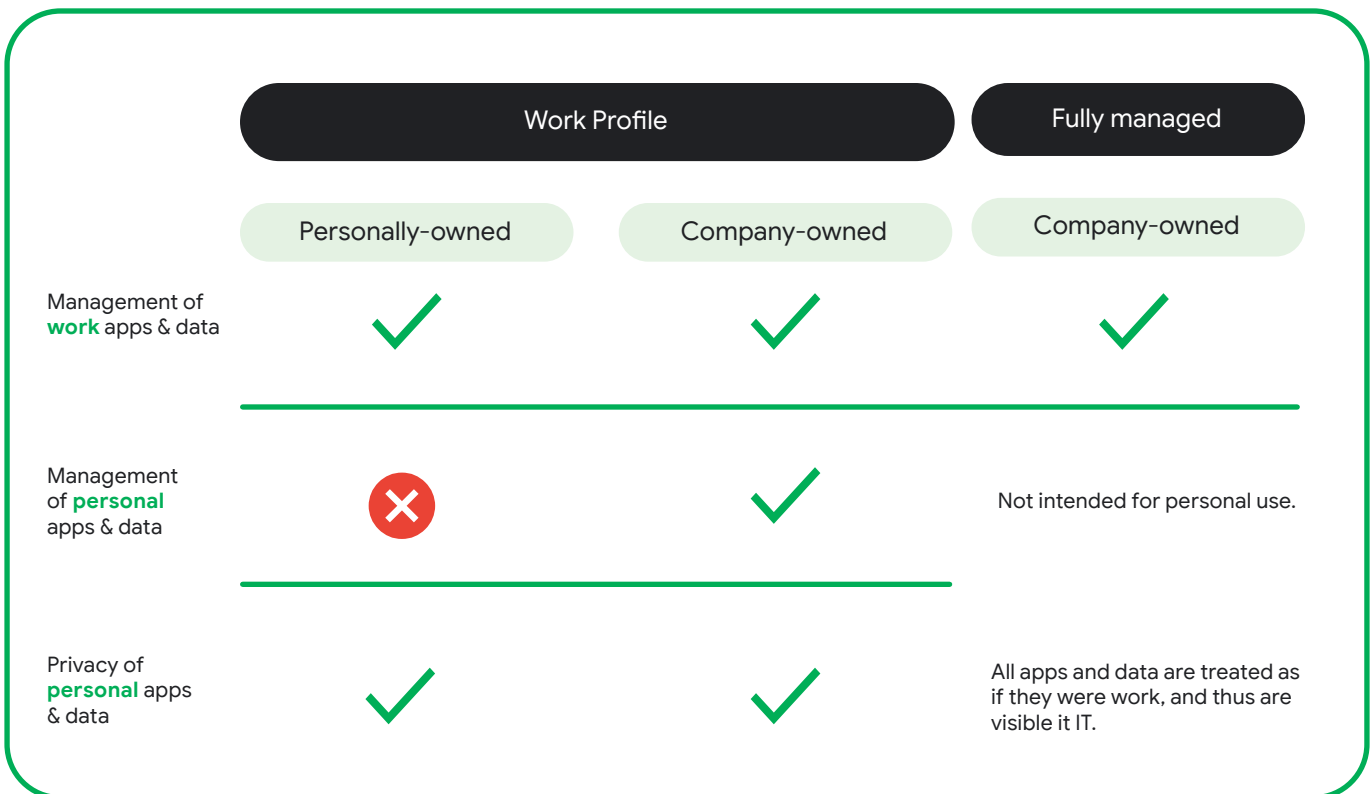 Work Profile
Fully managed
Personally-owned
Company-owned
Company-owned
Management of
work apps & data
Management
of personal
apps & data
Not intended for personal use.
Privacy of
personal apps
& data
All apps and data are treated as
if they were work, and thus are
visible it IT.